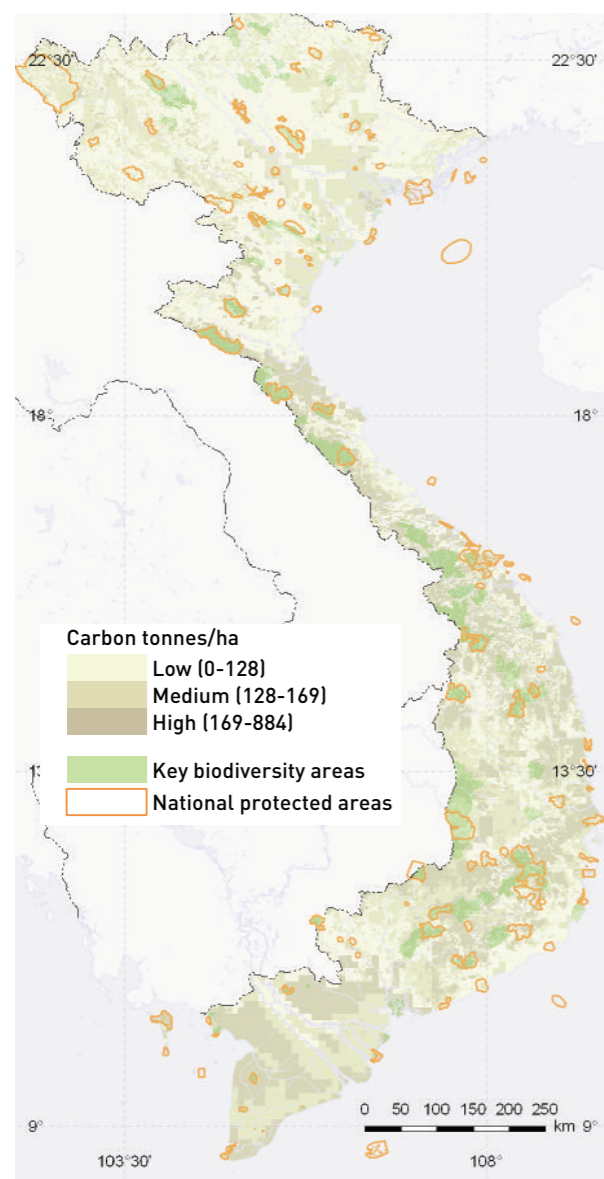 22°30'
22°30'
18°
18°
Carbon tonnes/ha
Low (0-128)
Medium (128-169)
High (169-884)
Key biodiversity areas
National protected areas
13°30'
0 50 100 150 200 250
km
9°
9°
103°30'
108°